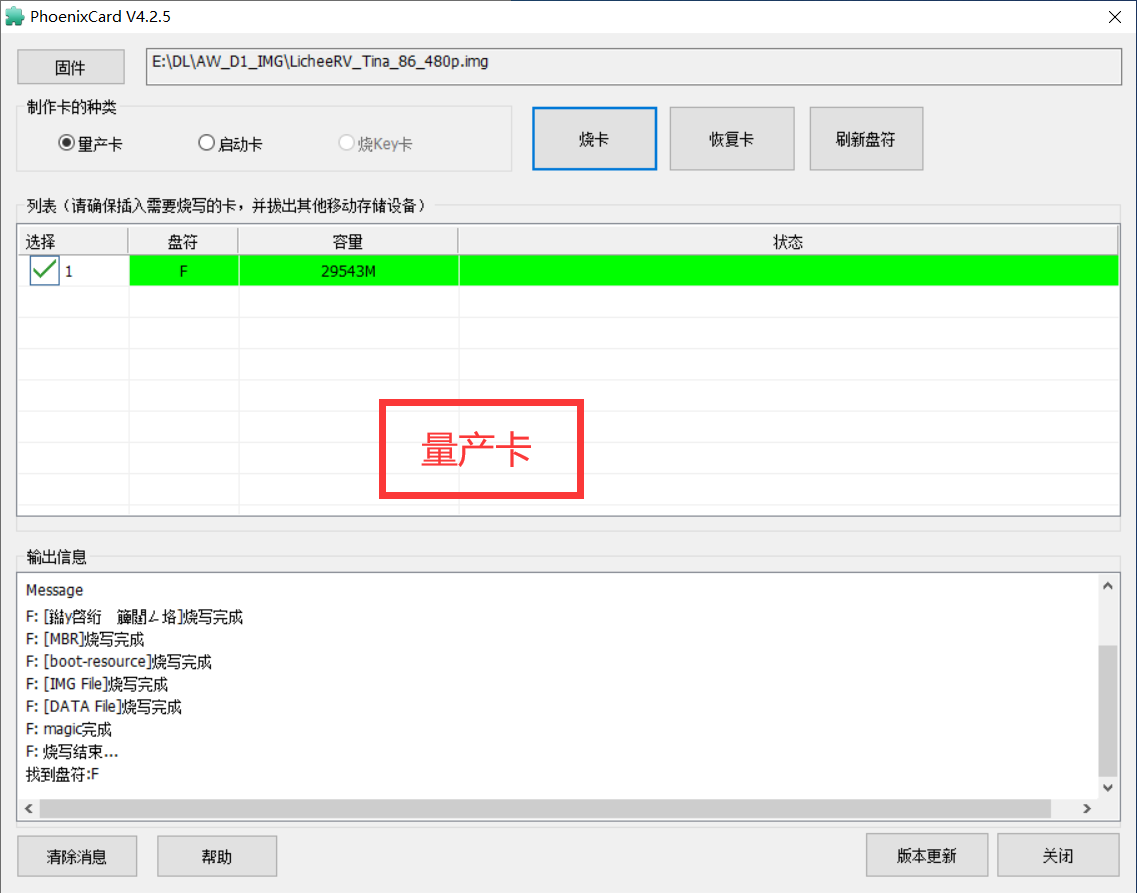 PhoenixCard V4.2.5
固件
E:\DL\AW_D1_IMG\LicheeRV_Tina_86_480p.img
制作卡的种类
量产卡 启动卡 烧Key卡
烧卡 恢复卡 刷新盘符
列表（请确保插入需要烧写的卡，并拔出其他移动存储设备）
选择 盘符 容量 状态
1 F 29543M
量产卡
输出信息
Message
F: 烧写完成
F: [MBR]烧写完成
F: [boot-resource]烧写完成
F: [IMG File]烧写完成
F: [DATA File]烧写完成
F: magic完成
F: 烧写结束...
找到盘符:F
清除消息 帮助 版本更新 关闭